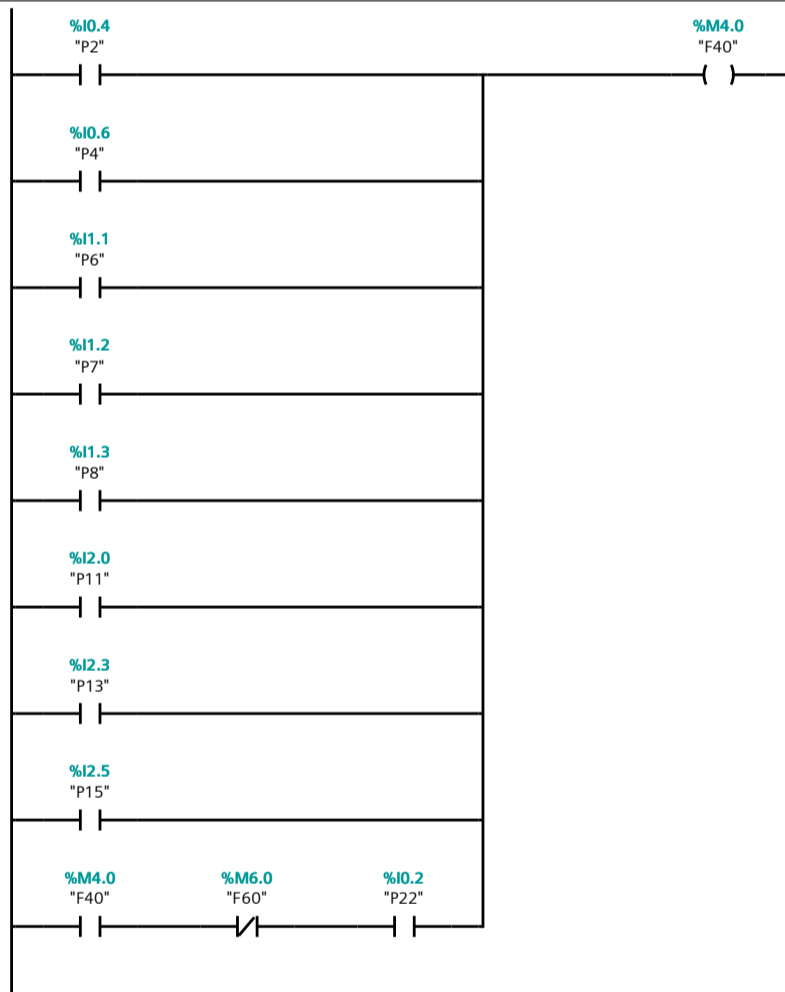 %I0.4 %M4.0
"P2" "F40"
%I0.6
"P4"
%I1.1
"P6"
%I1.2
"P7"
%I1.3
"P8"
%I2.0
"P11"
%I2.3
"P13"
%I2.5
"P15"
%M4.0 %M6.0 %I0.2
"F40" "F60" "P22"